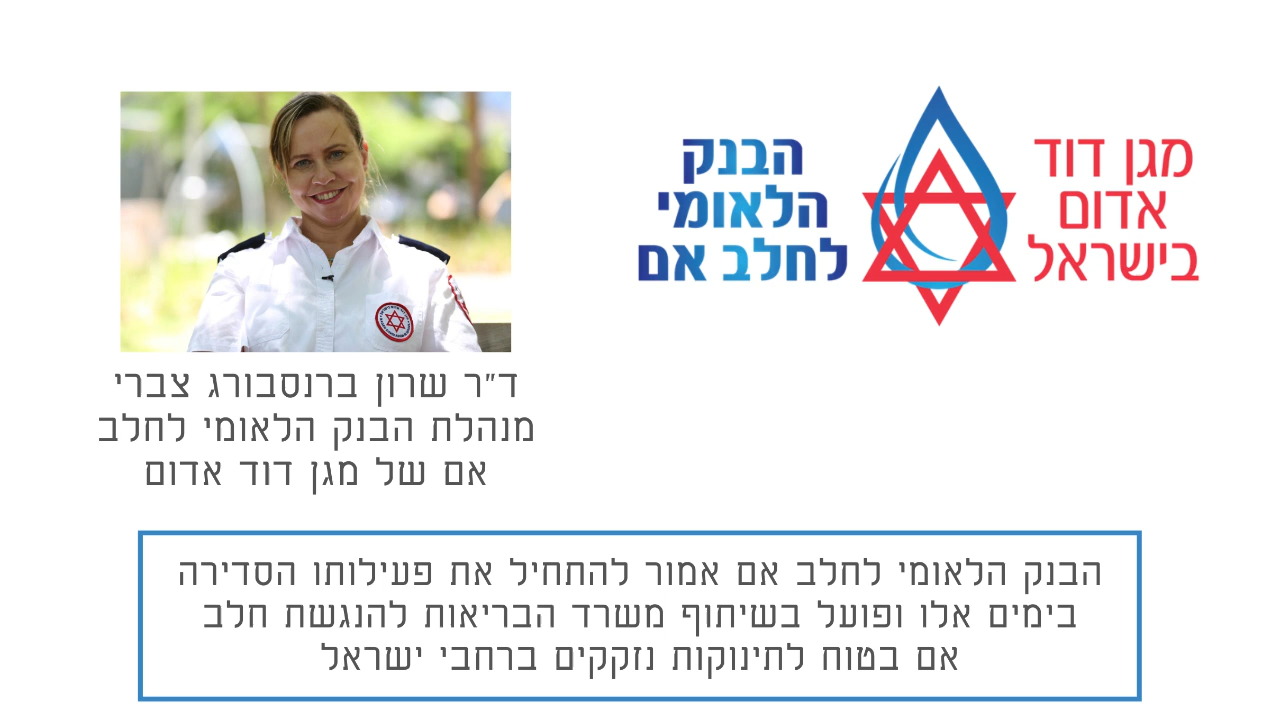 מגן דוד
אדום
בישראל
הבנק
הלאומי
לחלב אם
ד"ר שרון ברנסבורג צברי
מנהלת הבנק הלאומי לחלב
אם של מגן דוד אדום
הבנק הלאומי לחלב אם אמור להתחיל את פעילותו הסדירה
בימים אלו ופועל בשיתוף משרד הבריאות להנגשת חלב
אם בטוח לתינוקות נזקקים ברחבי ישראל